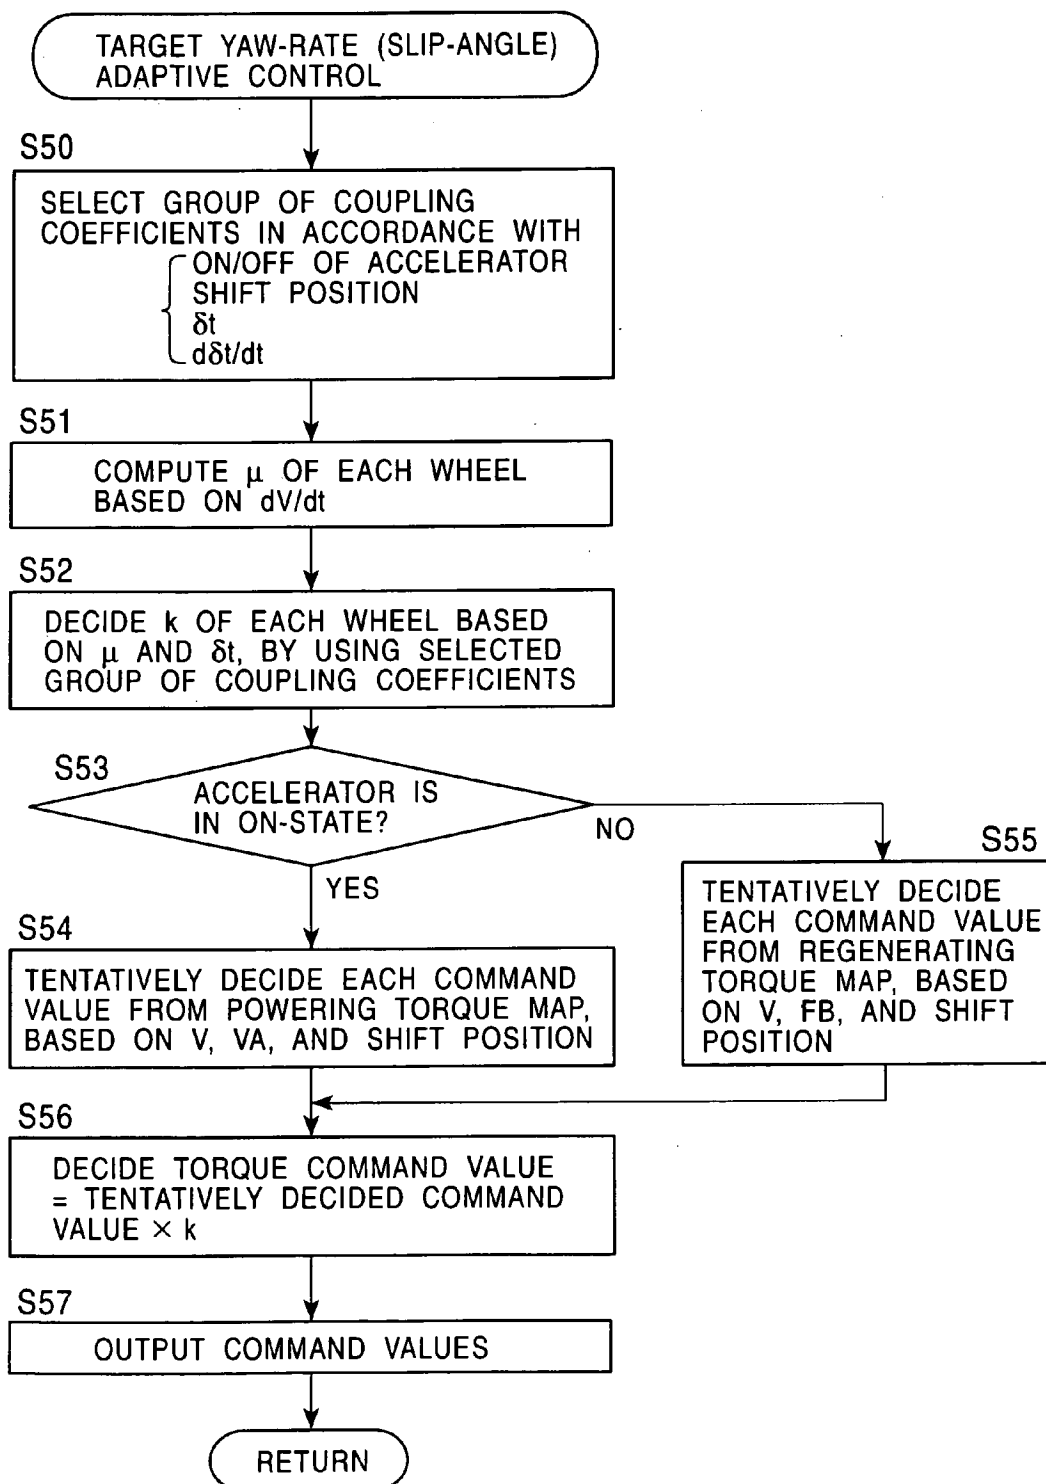 TARGET YAW-RATE (SLIP-ANGLE)
ADAPTIVE CONTROL
S50
SELECT GROUP OF COUPLING
COEFFICIENTS IN ACCORDANCE WITH
ON/OFF OF ACCELERATOR
SHIFT POSITION
δt
dδt/dt
S51
COMPUTE μ OF EACH WHEEL
BASED ON dV/dt
S52
DECIDE k OF EACH WHEEL BASED
ON μ AND δt, BY USING SELECTED
GROUP OF COUPLING COEFFICIENTS
S53
ACCELERATOR IS
IN ON-STATE?
NO
YES
S54
TENTATIVELY DECIDE EACH COMMAND
VALUE FROM POWERING TORQUE MAP,
BASED ON V, VA, AND SHIFT POSITION
S55
TENTATIVELY DECIDE
EACH COMMAND VALUE
FROM REGENERATING
TORQUE MAP, BASED
ON V, FB, AND SHIFT
POSITION
S56
DECIDE TORQUE COMMAND VALUE
= TENTATIVELY DECIDED COMMAND
VALUE × k
S57
OUTPUT COMMAND VALUES
RETURN